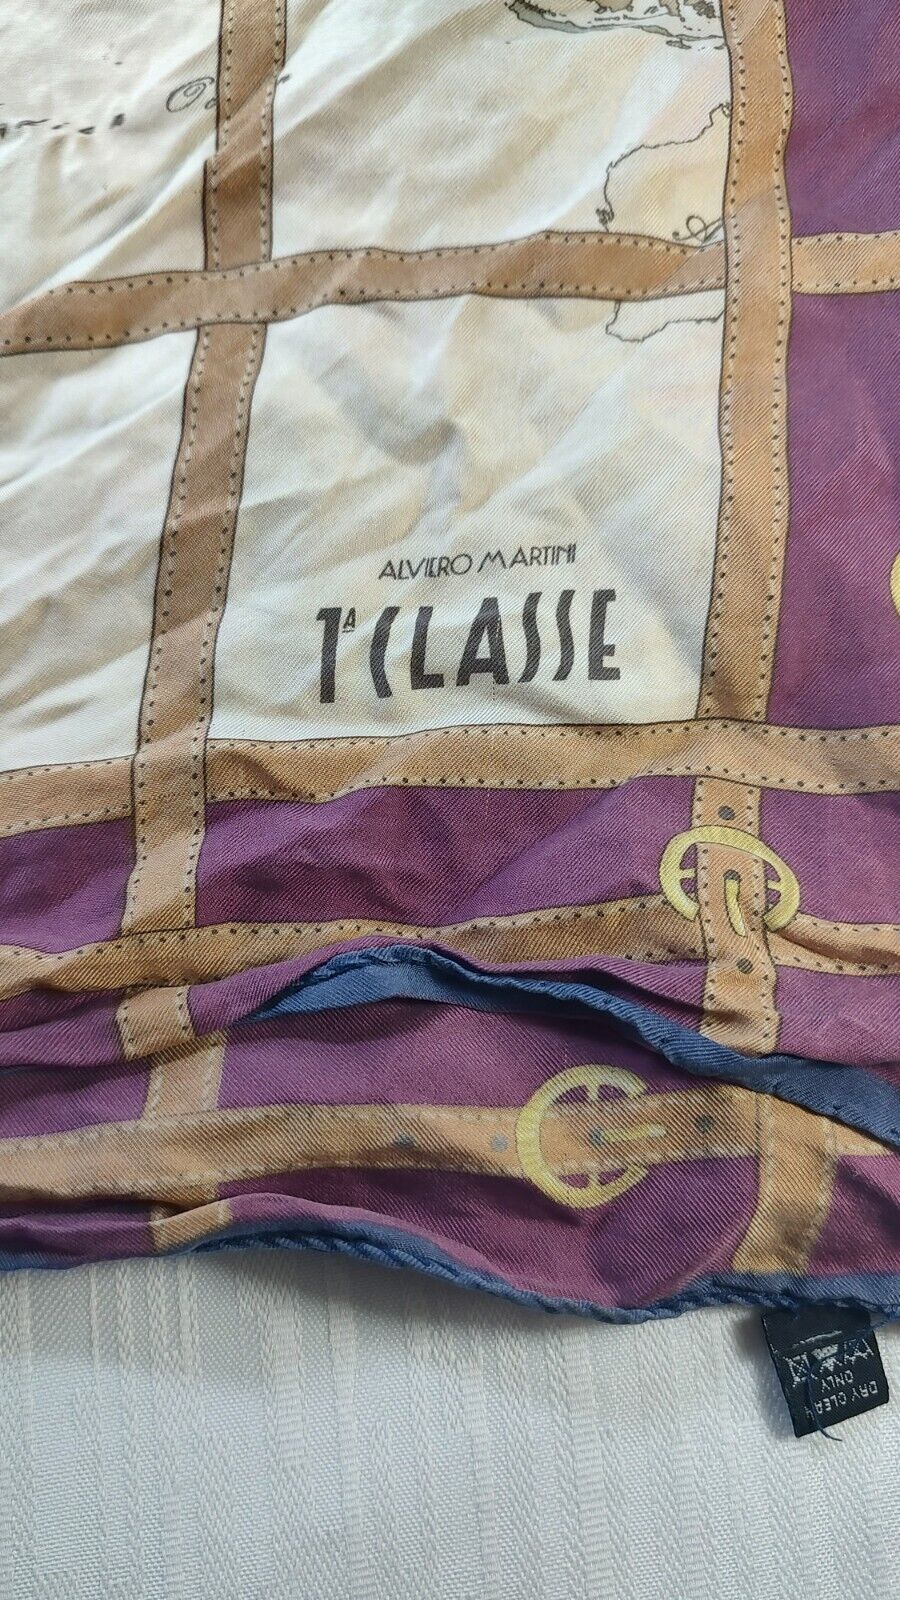 ALVIERO MARTINI
1ᴬ CLASSE
DRY CLEAN
ONLY